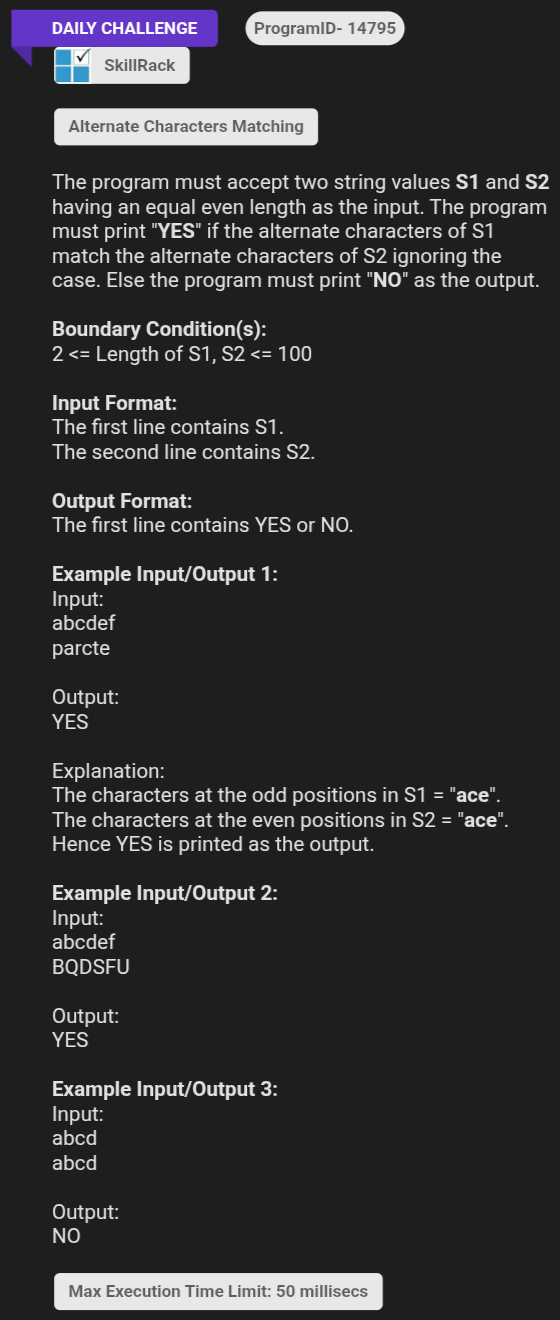 DAILY CHALLENGE
ProgramID- 14795
SkillRack
Alternate Characters Matching
The program must accept two string values S1 and S2
having an equal even length as the input. The program
must print "YES" if the alternate characters of S1
match the alternate characters of S2 ignoring the
case. Else the program must print "NO" as the output.
Boundary Condition(s):
2 <= Length of S1, S2 <= 100
Input Format:
The first line contains S1.
The second line contains S2.
Output Format:
The first line contains YES or NO.
Example Input/Output 1:
Input:
abcdef
parcte
Output:
YES
Explanation:
The characters at the odd positions in S1 = "ace".
The characters at the even positions in S2 = "ace".
Hence YES is printed as the output.
Example Input/Output 2:
Input:
abcdef
BQDSFU
Output:
YES
Example Input/Output 3:
Input:
abcd
abcd
Output:
NO
Max Execution Time Limit: 50 millisecs